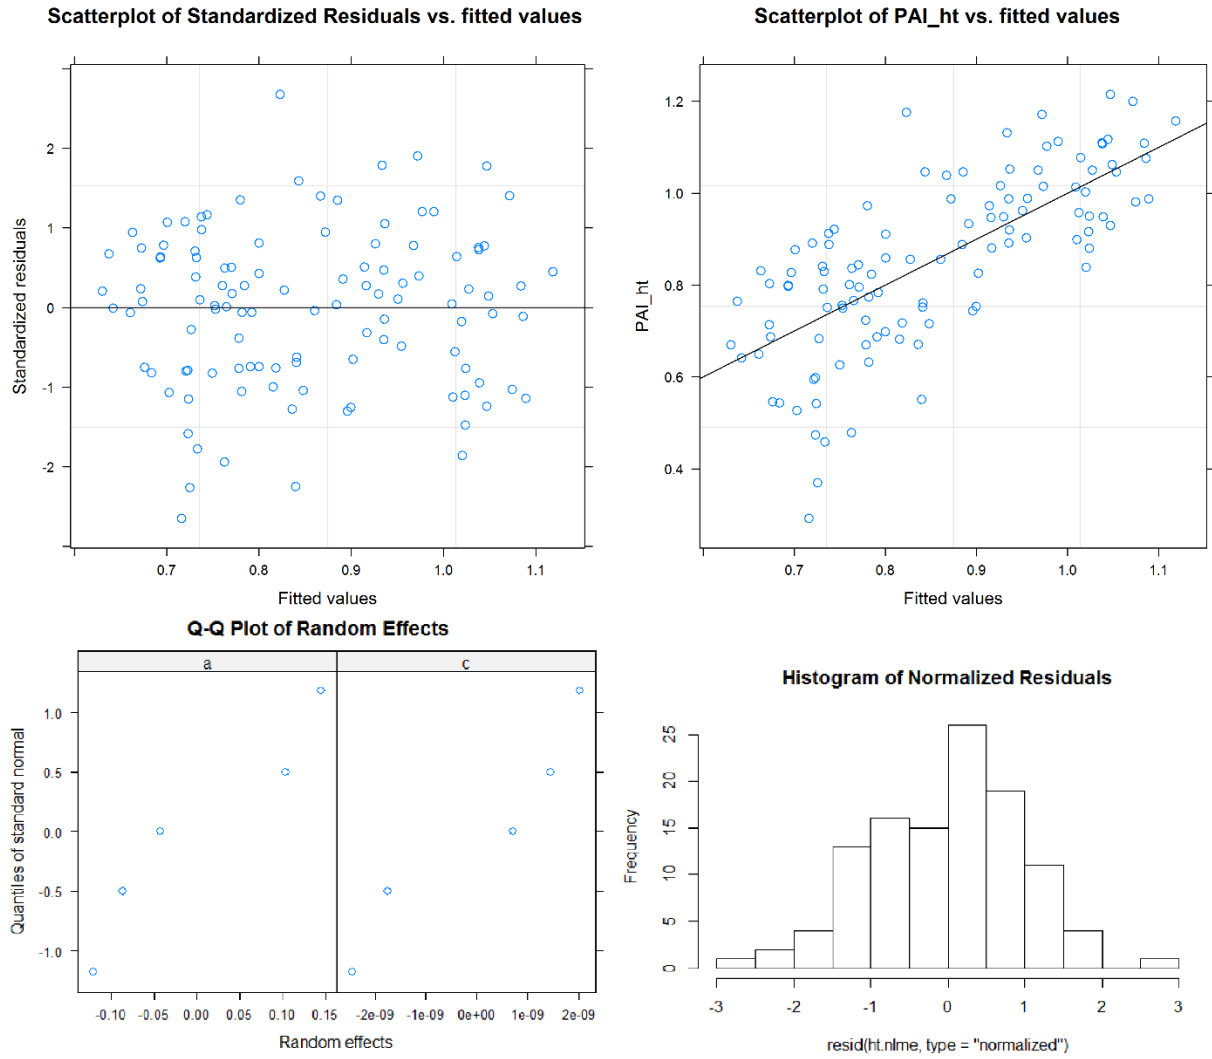 Scatterplot of Standardized Residuals vs. fitted values
Standardized residuals
2
1
0
-1
-2
0.7 0.8 0.9 1.0 1.1
Fitted values
Scatterplot of PAI_ht vs. fitted values
PAI_ht
1.2
1.0
0.8
0.6
0.4
0.7 0.8 0.9 1.0 1.1
Fitted values
Q-Q Plot of Random Effects
a c
Quantiles of standard normal
1.0
0.5
0.0
-0.5
-1.0
-0.10 -0.05 0.00 0.05 0.10 0.15 -2e-09 -1e-09 0e+00 1e-09 2e-09
Random effects
Histogram of Normalized Residuals
Frequency
25
20
15
10
5
0
-3 -2 -1 0 1 2 3
resid(ht.nlme, type = "normalized")